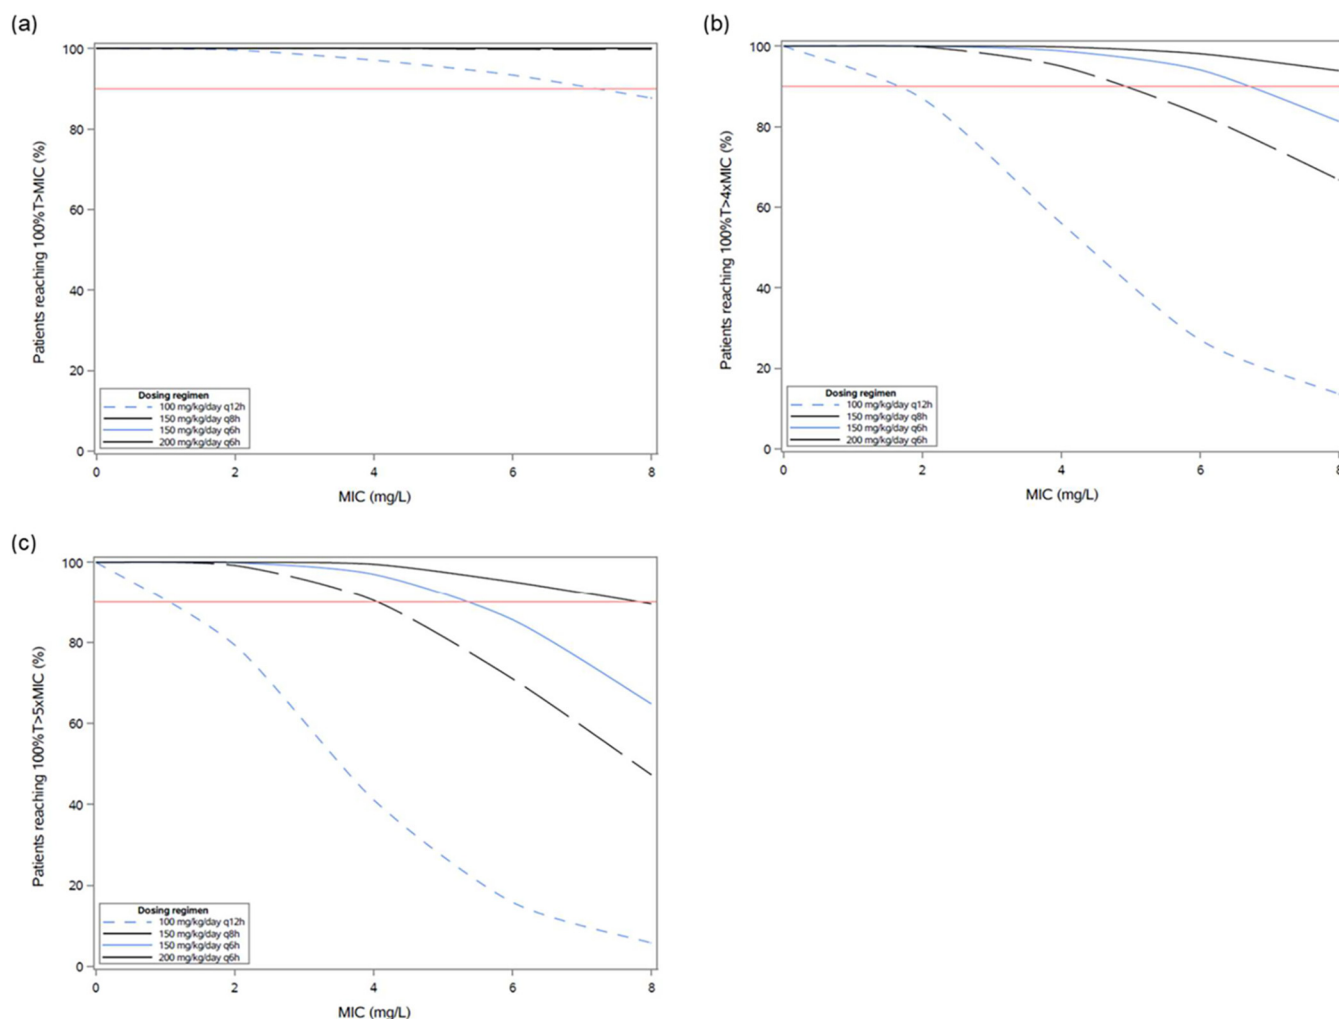 (a)
Patients reaching 100%T>MIC (%)
100
80
60
40
20
0
Dosing regimen
100 mg/kg/day q12h
150 mg/kg/day q8h
150 mg/kg/day q6h
200 mg/kg/day q6h
0 2 4 6 8
MIC (mg/L)
(b)
Patients reaching 100%T>4xMIC (%)
100
80
60
40
20
0
Dosing regimen
100 mg/kg/day q12h
150 mg/kg/day q8h
150 mg/kg/day q6h
200 mg/kg/day q6h
0 2 4 6 8
MIC (mg/L)
(c)
Patients reaching 100%T>5xMIC (%)
100
80
60
40
20
0
Dosing regimen
100 mg/kg/day q12h
150 mg/kg/day q8h
150 mg/kg/day q6h
200 mg/kg/day q6h
0 2 4 6 8
MIC (mg/L)